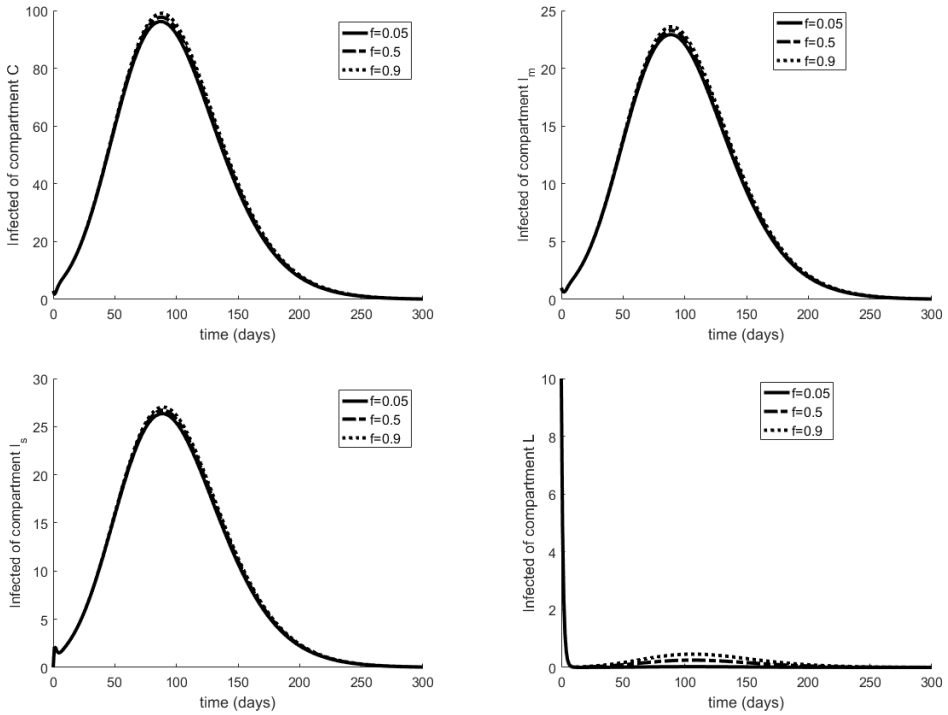 100
80
60
40
20
0
Infected of compartment C
f=0.05
f=0.5
f=0.9
0 50 100 150 200 250 300
time (days)
25
20
15
10
5
0
Infected of compartment I_m
f=0.05
f=0.5
f=0.9
0 50 100 150 200 250 300
time (days)
30
25
20
15
10
5
0
Infected of compartment I_s
f=0.05
f=0.5
f=0.9
0 50 100 150 200 250 300
time (days)
10
8
6
4
2
0
Infected of compartment L
f=0.05
f=0.5
f=0.9
0 50 100 150 200 250 300
time (days)